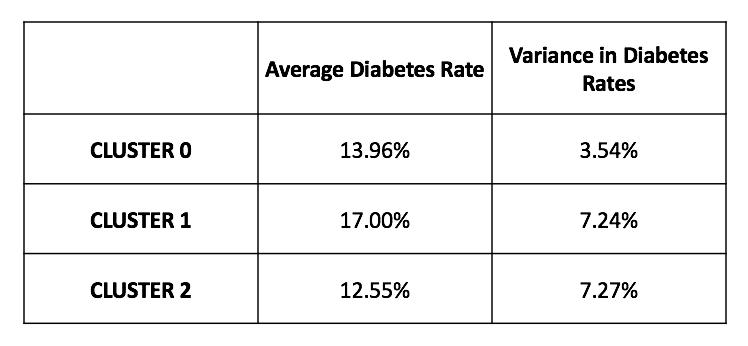 Average Diabetes Rate
Variance in Diabetes
Rates
CLUSTER 0 13.96% 3.54%
CLUSTER 1 17.00% 7.24%
CLUSTER 2 12.55% 7.27%